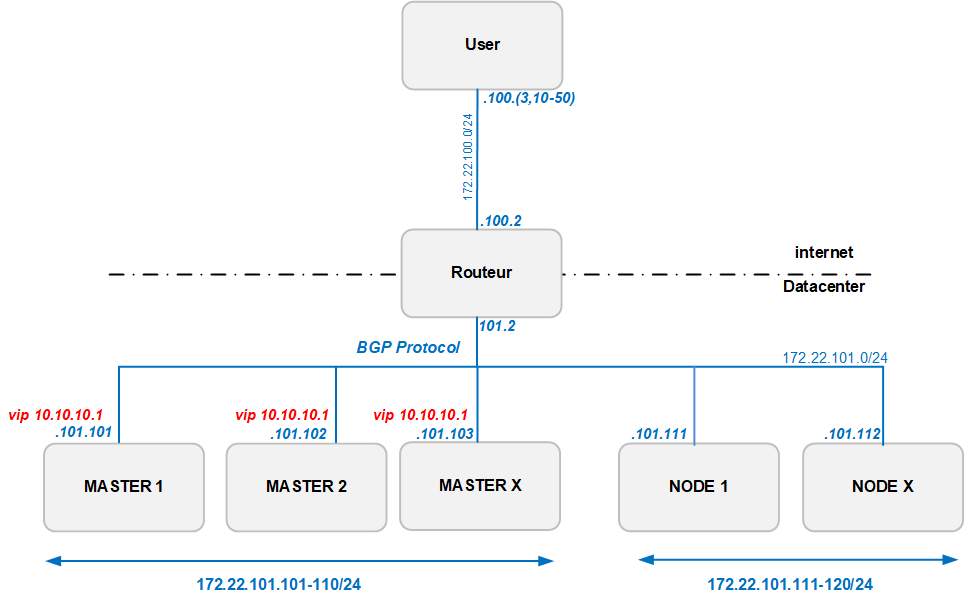 User
.100.(3,10-50)
172.22.100.0/24
.100.2
Routeur
internet
Datacenter
101.2
BGP Protocol
172.22.101.0/24
vip 10.10.10.1
.101.101
vip 10.10.10.1
.101.102
vip 10.10.10.1
.101.103
.101.111
.101.112
MASTER 1
MASTER 2
MASTER X
NODE 1
NODE X
172.22.101.101-110/24
172.22.101.111-120/24